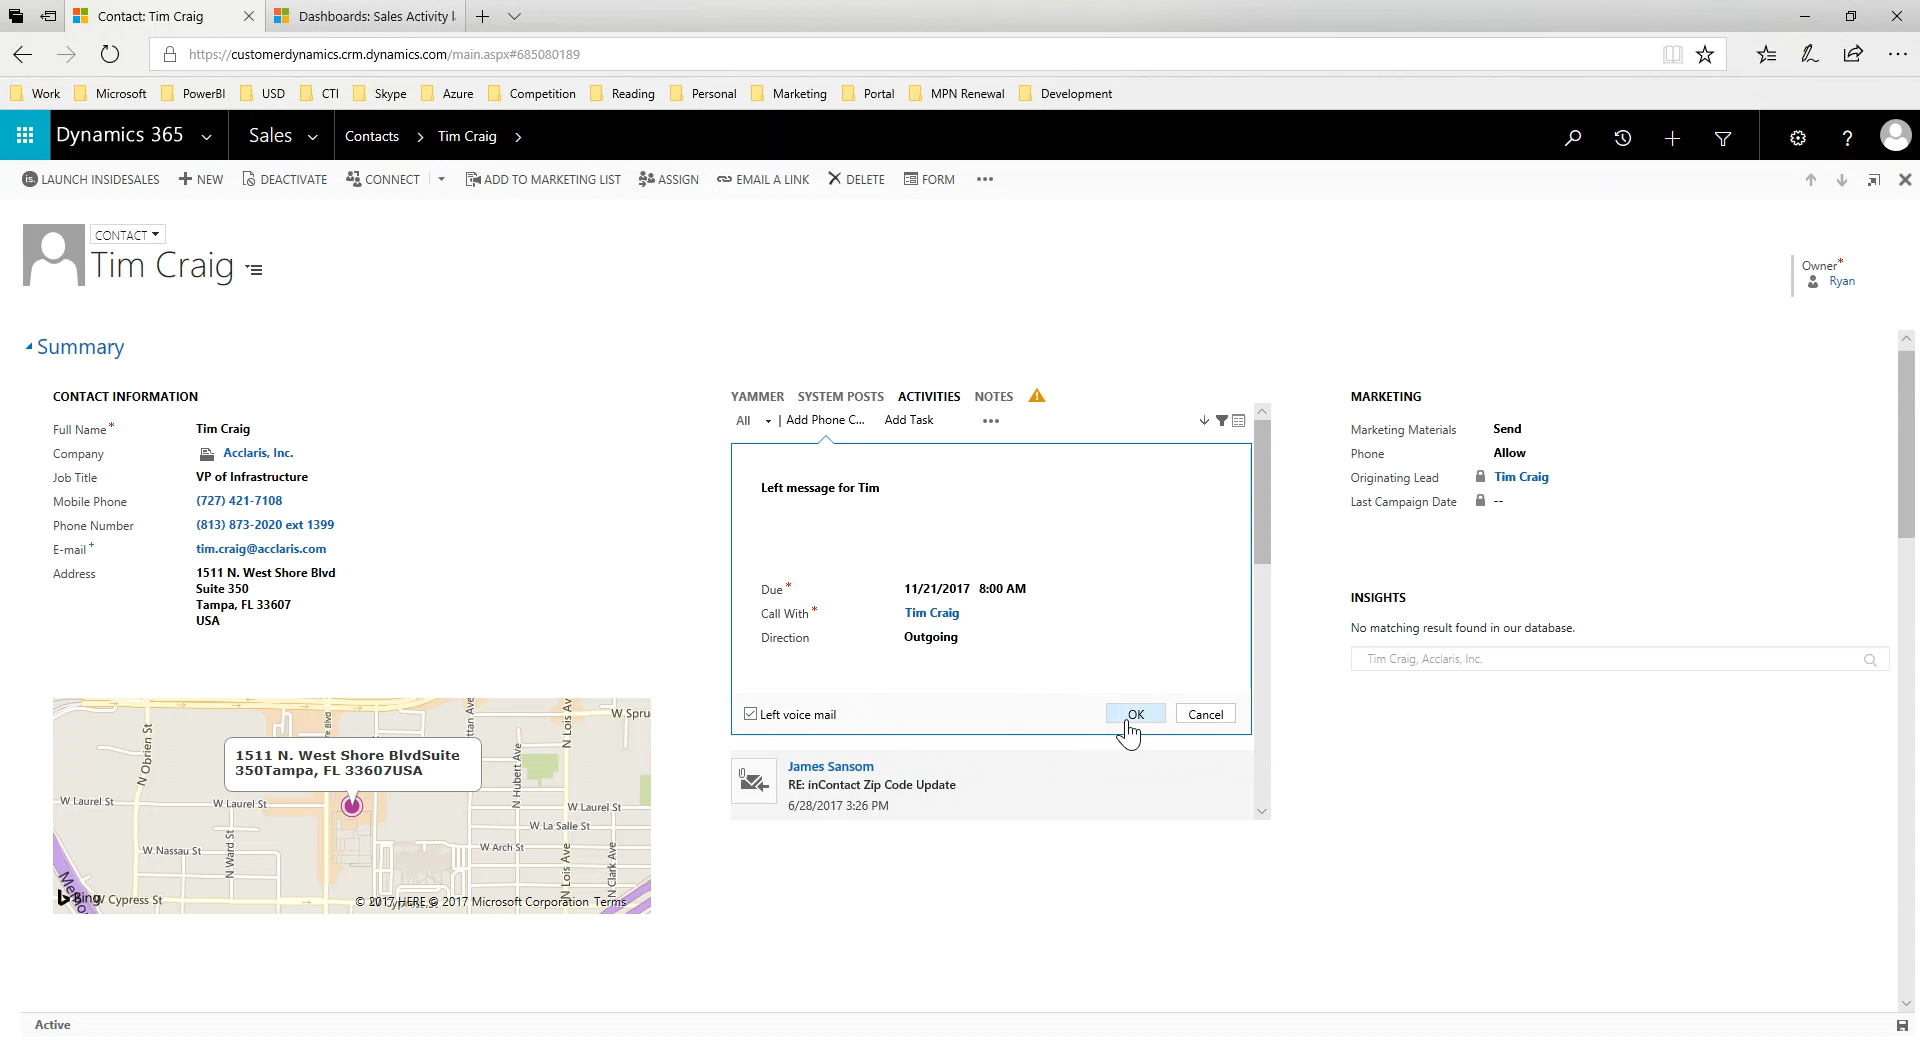 Contact: Tim Craig
Dashboards: Sales Activity
https://customerdynamics.crm.dynamics.com/main.aspx#685080189
Work
Microsoft
PowerBI
USD
CTI
Skype
Azure
Competition
Reading
Personal
Marketing
Portal
MPN Renewal
Development
Dynamics 365
Sales
Contacts > Tim Craig >
?
is. LAUNCH INSIDESALES
NEW
DEACTIVATE
CONNECT
ADD TO MARKETING LIST
ASSIGN
EMAIL A LINK
DELETE
FORM
CONTACT
Tim Craig
Owner*
Ryan
Summary
CONTACT INFORMATION
Full Name* Tim Craig
Company Acclaris, Inc.
Job Title VP of Infrastructure
Mobile Phone (727) 421-7108
Phone Number (813) 873-2020 ext 1399
E-mail+ tim.craig@acclaris.com
Address 1511 N. West Shore Blvd
Suite 350
Tampa, FL 33607
USA
N Obrien St
W Laurel St
W Laurel St
W Nassau St
N Ward St
W Cypress St
N Hubert Ave
N Lois Av
W Spru
W Laurel St
W La Salle St
W Arch St
N Lois Ave
N Clark Ave
1511 N. West Shore BlvdSuite
350Tampa, FL 33607USA
Bing
© 2017 HERE © 2017 Microsoft Corporation Terms
YAMMER SYSTEM POSTS ACTIVITIES NOTES
All | Add Phone C... Add Task
Left message for Tim
Due* 11/21/2017 8:00 AM
Call With* Tim Craig
Direction Outgoing
Left voice mail
OK
Cancel
James Sansom
RE: inContact Zip Code Update
6/28/2017 3:26 PM
MARKETING
Marketing Materials Send
Phone Allow
Originating Lead Tim Craig
Last Campaign Date --
INSIGHTS
No matching result found in our database.
Tim Craig, Acclaris, Inc.
Active